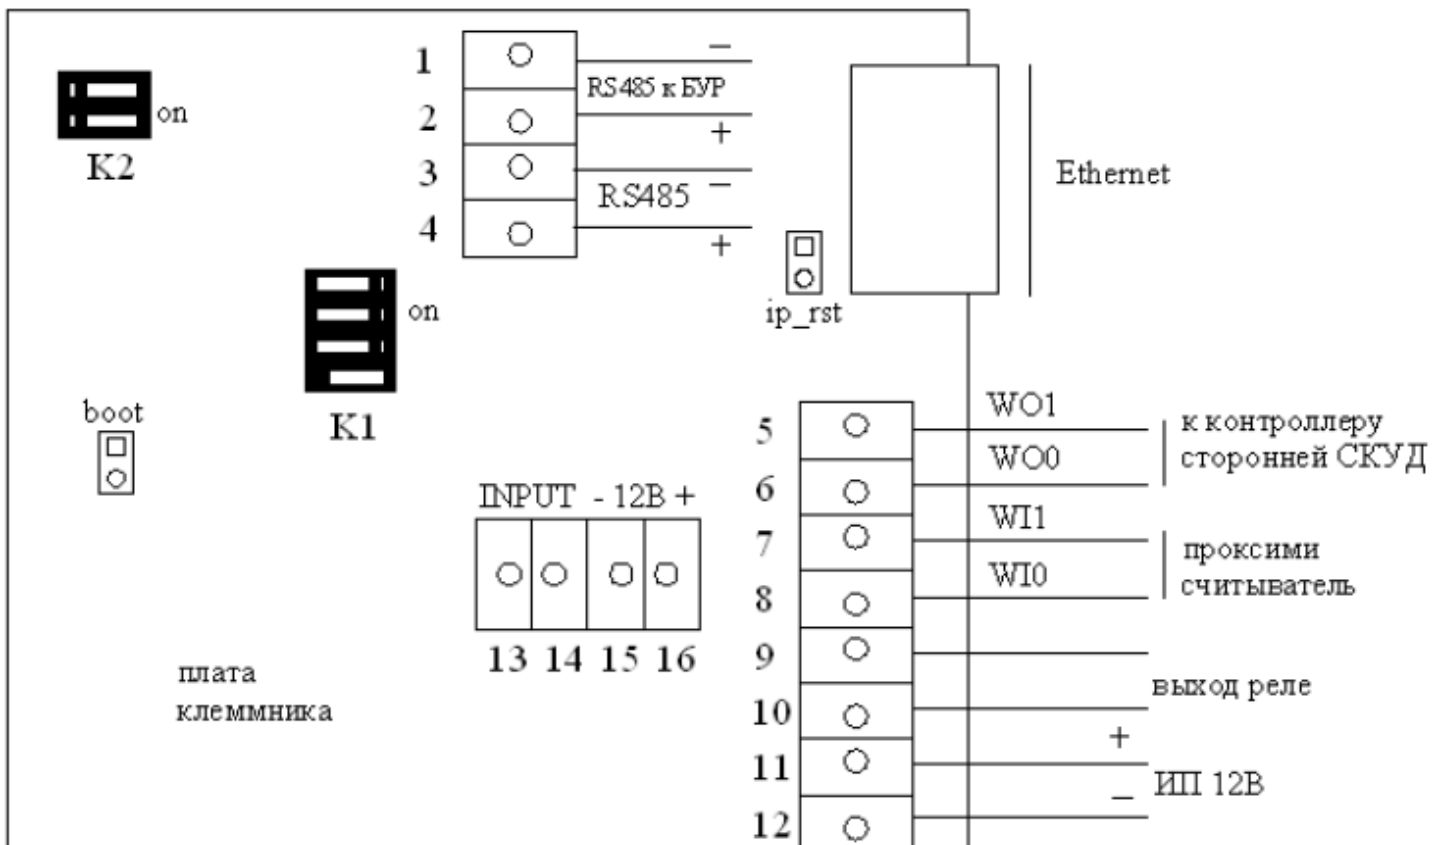 1
−
RS485 к БУР
2
+
3
−
RS485
4
+
on
K2
Ethernet
ip_rst
on
K1
boot
5
WO1
к контроллеру
сторонней СКУД
WO0
6
WI1
7
проксими
считыватель
WI0
8
INPUT - 12В +
13 14 15 16
9
выход реле
10
+
11
ИП 12В
−
12
плата
клеммника